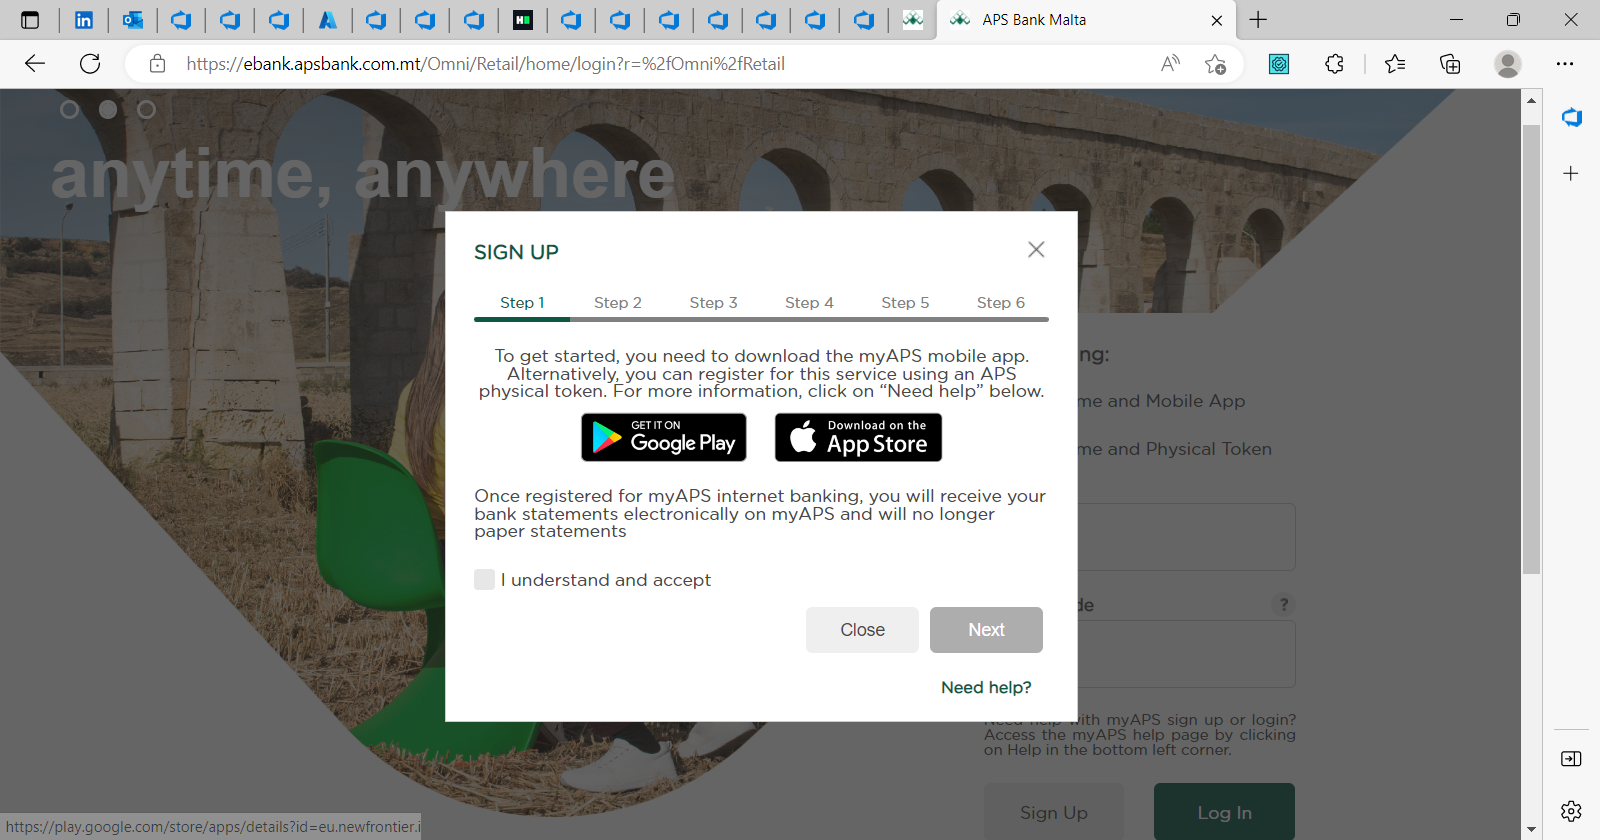 APS Bank Malta
https://ebank.apsbank.com.mt/Omni/Retail/home/login?r=%2fOmni%2fRetail
anytime, anywhere
SIGN UP
Step 1 Step 2 Step 3 Step 4 Step 5 Step 6
To get started, you need to download the myAPS mobile app.
Alternatively, you can register for this service using an APS
physical token. For more information, click on “Need help” below.
GET IT ON
Google Play
Download on the
App Store
Once registered for myAPS internet banking, you will receive your
bank statements electronically on myAPS and will no longer
paper statements
I understand and accept
Close Next
Need help?
ng:
me and Mobile App
me and Physical Token
de ?
Need help with myAPS sign up or login?
Access the myAPS help page by clicking
on Help in the bottom left corner.
Sign Up Log In
https://play.google.com/store/apps/details?id=eu.newfrontier.i